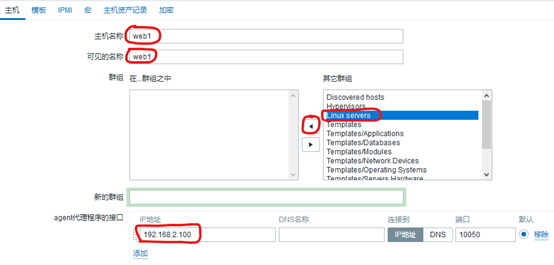 主机 模板 IPMI 宏 主机资产记录 加密
主机名称 web1
可见的名称 web1
群组 在...群组之中 其它群组
Discovered hosts
Hypervisors
Linux servers
Templates
Templates/Applications
Templates/Databases
Templates/Modules
Templates/Network Devices
Templates/Operating Systems
Templates/Servers Hardware
新的群组
agent代理程序的接口 IP地址 DNS名称 连接到 端口 默认
192.168.2.100 IP地址 DNS 10050 移除
添加